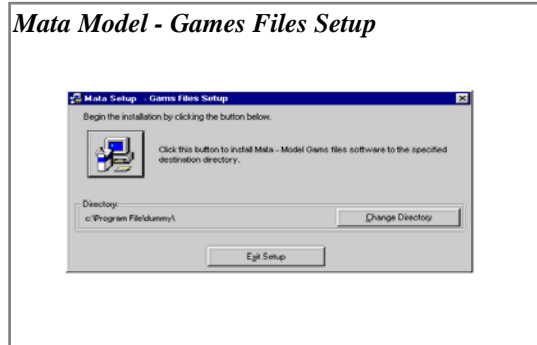 Mata Model - Games Files Setup
Mata Setup - Gams Files Setup
Begin the installation by clicking the button below.
Click this button to install Mata - Model Gams files software to the specified
destination directory.
Directory:
c:\Program File\dummy\
Change Directory
Exit Setup